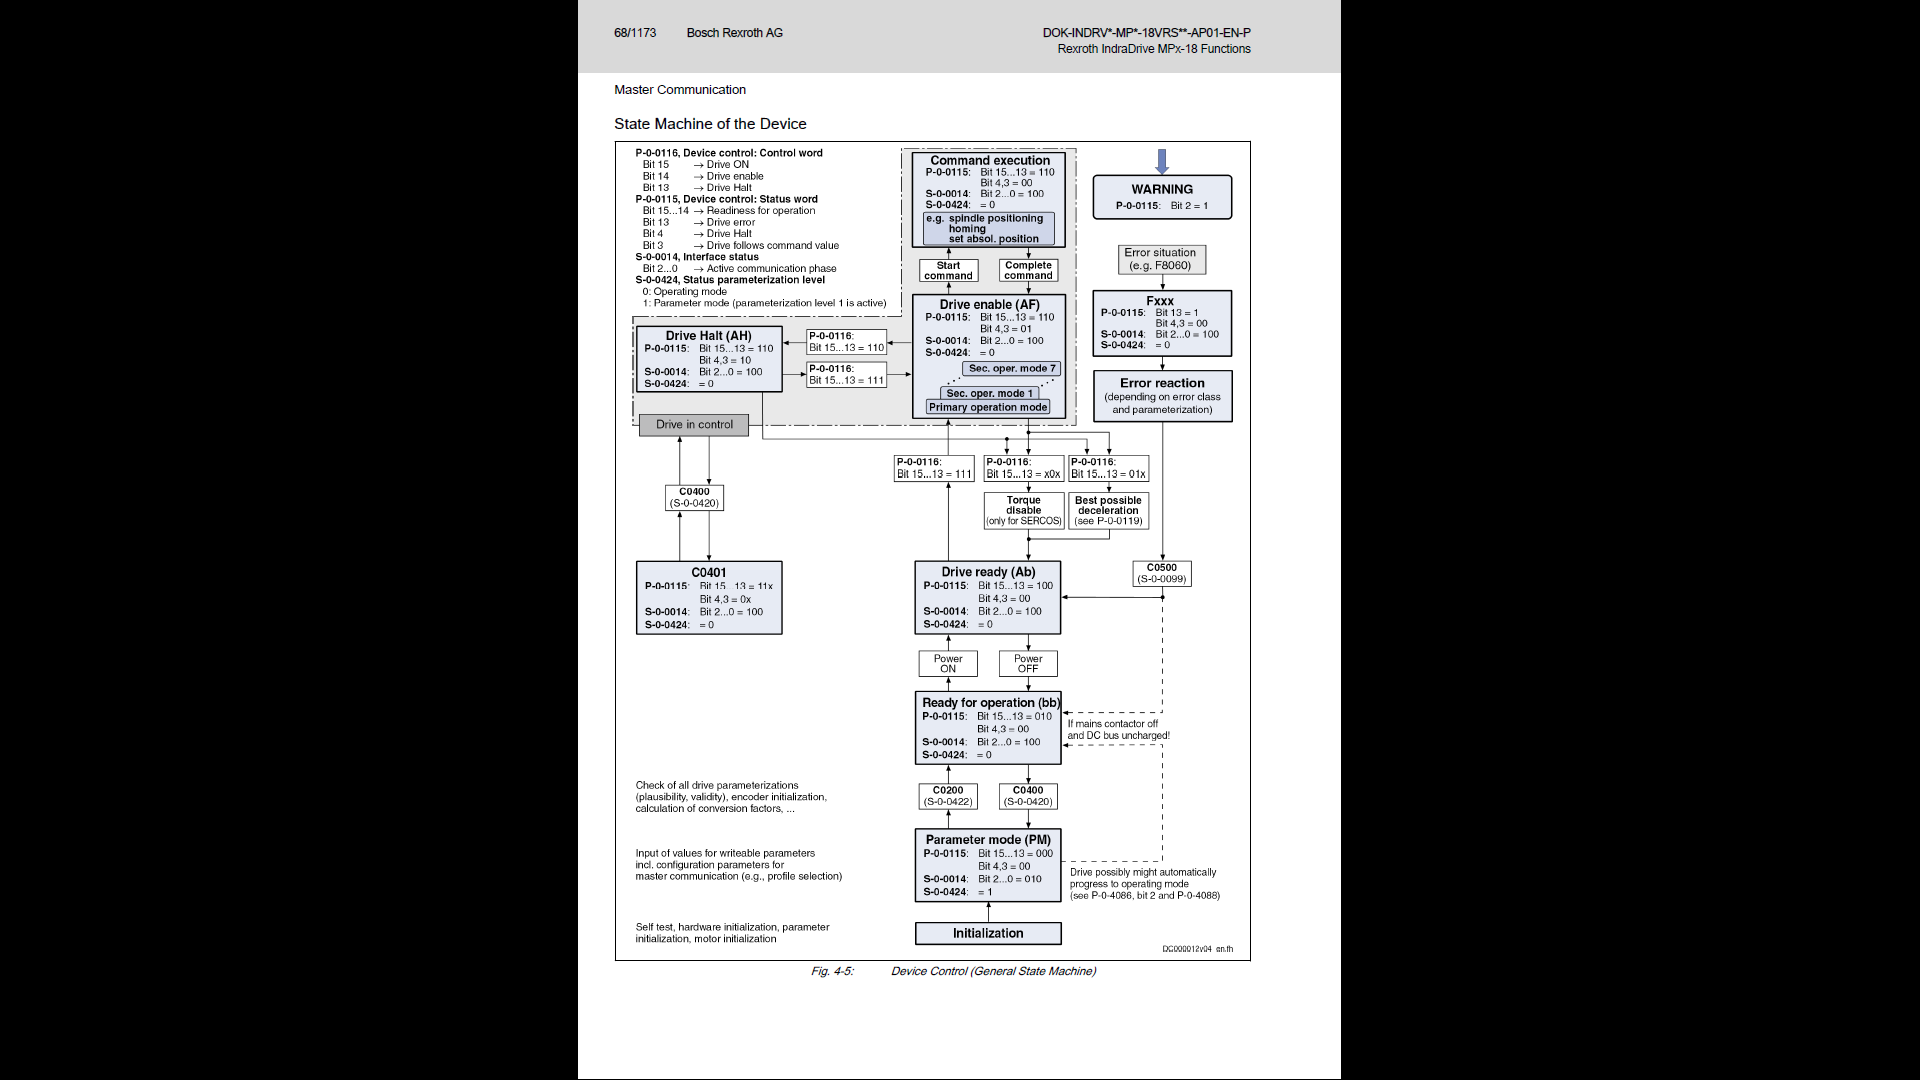 68/1173 Bosch Rexroth AG DOK-INDRV*-MP*-18VRS**-AP01-EN-P
Rexroth IndraDrive MPx-18 Functions
Master Communication
State Machine of the Device
P-0-0116, Device control: Control word
Bit 15 → Drive ON
Bit 14 → Drive enable
Bit 13 → Drive Halt
P-0-0115, Device control: Status word
Bit 15...14 → Readiness for operation
Bit 13 → Drive error
Bit 4 → Drive Halt
Bit 3 → Drive follows command value
S-0-0014, Interface status
Bit 2...0 → Active communication phase
S-0-0424, Status parameterization level
0: Operating mode
1: Parameter mode (parameterization level 1 is active)
Command execution
P-0-0115: Bit 15...13 = 110
Bit 4,3 = 00
S-0-0014: Bit 2...0 = 100
S-0-0424: = 0
e.g. spindle positioning
homing
set absol. position
WARNING
P-0-0115: Bit 2 = 1
Error situation
(e.g. F8060)
Start
command
Complete
command
Drive enable (AF)
P-0-0115: Bit 15...13 = 110
Bit 4,3 = 01
S-0-0014: Bit 2...0 = 100
S-0-0424: = 0
Sec. oper. mode 7
Sec. oper. mode 1
Primary operation mode
Fxxx
P-0-0115: Bit 13 = 1
Bit 4,3 = 00
S-0-0014: Bit 2...0 = 100
S-0-0424: = 0
Drive Halt (AH)
P-0-0115: Bit 15...13 = 110
Bit 4,3 = 10
S-0-0014: Bit 2...0 = 100
S-0-0424: = 0
P-0-0116:
Bit 15...13 = 110
P-0-0116:
Bit 15...13 = 111
Error reaction
(depending on error class
and parameterization)
Drive in control
P-0-0116:
Bit 15...13 = 111
P-0-0116:
Bit 15...13 = x0x
P-0-0116:
Bit 15...13 = 01x
C0400
(S-0-0420)
Torque
disable
(only for SERCOS)
Best possible
deceleration
(see P-0-0119)
C0401
P-0-0115: Bit 15...13 = 11x
Bit 4,3 = 0x
S-0-0014: Bit 2...0 = 100
S-0-0424: = 0
Drive ready (Ab)
P-0-0115: Bit 15...13 = 100
Bit 4,3 = 00
S-0-0014: Bit 2...0 = 100
S-0-0424: = 0
C0500
(S-0-0099)
Power
ON
Power
OFF
Ready for operation (bb)
P-0-0115: Bit 15...13 = 010
Bit 4,3 = 00
S-0-0014: Bit 2...0 = 100
S-0-0424: = 0
If mains contactor off
and DC bus uncharged!
Check of all drive parameterizations
(plausibility, validity), encoder initialization,
calculation of conversion factors, ...
C0200
(S-0-0422)
C0400
(S-0-0420)
Input of values for writeable parameters
incl. configuration parameters for
master communication (e.g., profile selection)
Parameter mode (PM)
P-0-0115: Bit 15...13 = 000
Bit 4,3 = 00
S-0-0014: Bit 2...0 = 010
S-0-0424: = 1
Drive possibly might automatically
progress to operating mode
(see P-0-4086, bit 2 and P-0-4088)
Self test, hardware initialization, parameter
initialization, motor initialization
Initialization
DC000012v04_en.fh
Fig. 4-5: Device Control (General State Machine)